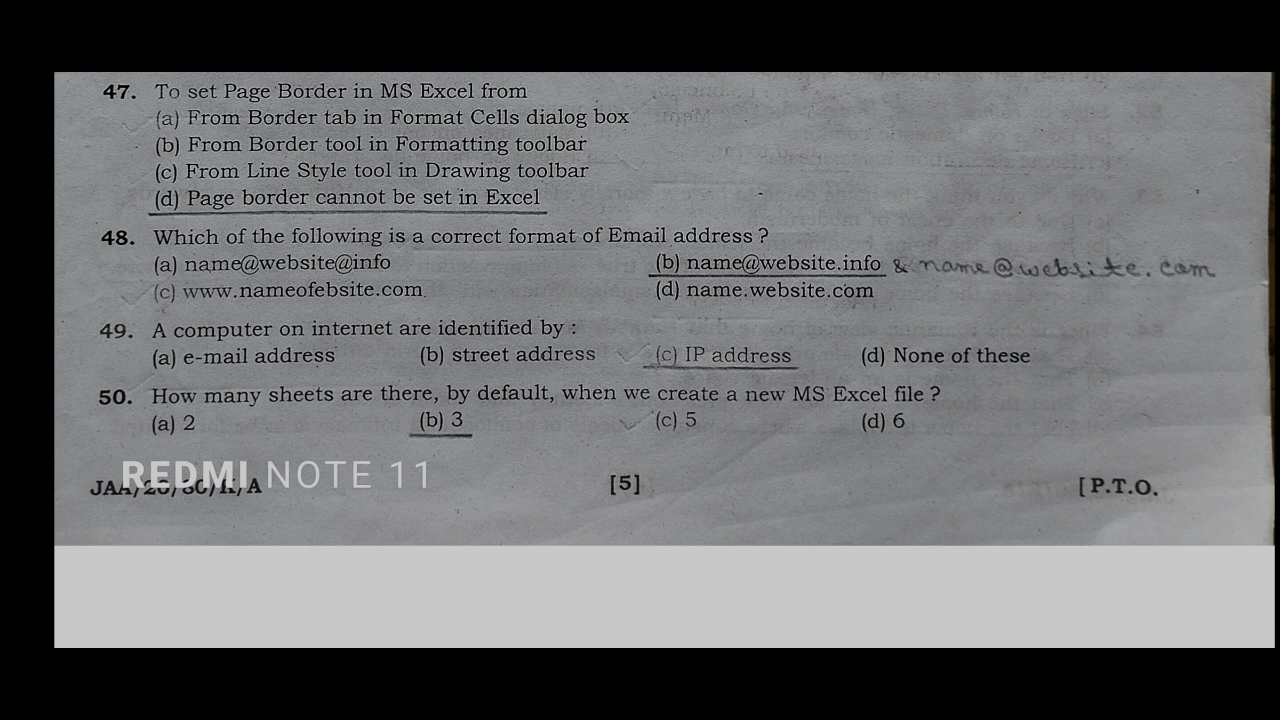 47. To set Page Border in MS Excel from
(a) From Border tab in Format Cells dialog box
(b) From Border tool in Formatting toolbar
(c) From Line Style tool in Drawing toolbar
(d) Page border cannot be set in Excel
48. Which of the following is a correct format of Email address ?
(a) name@website@info (b) name@website.info & name@website.com
(c) www.nameofebsite.com (d) name.website.com
49. A computer on internet are identified by :
(a) e-mail address (b) street address (c) IP address (d) None of these
50. How many sheets are there, by default, when we create a new MS Excel file ?
(a) 2 (b) 3 (c) 5 (d) 6
REDMI NOTE 11
JAA/20/80/K/A [5] [ P.T.O.